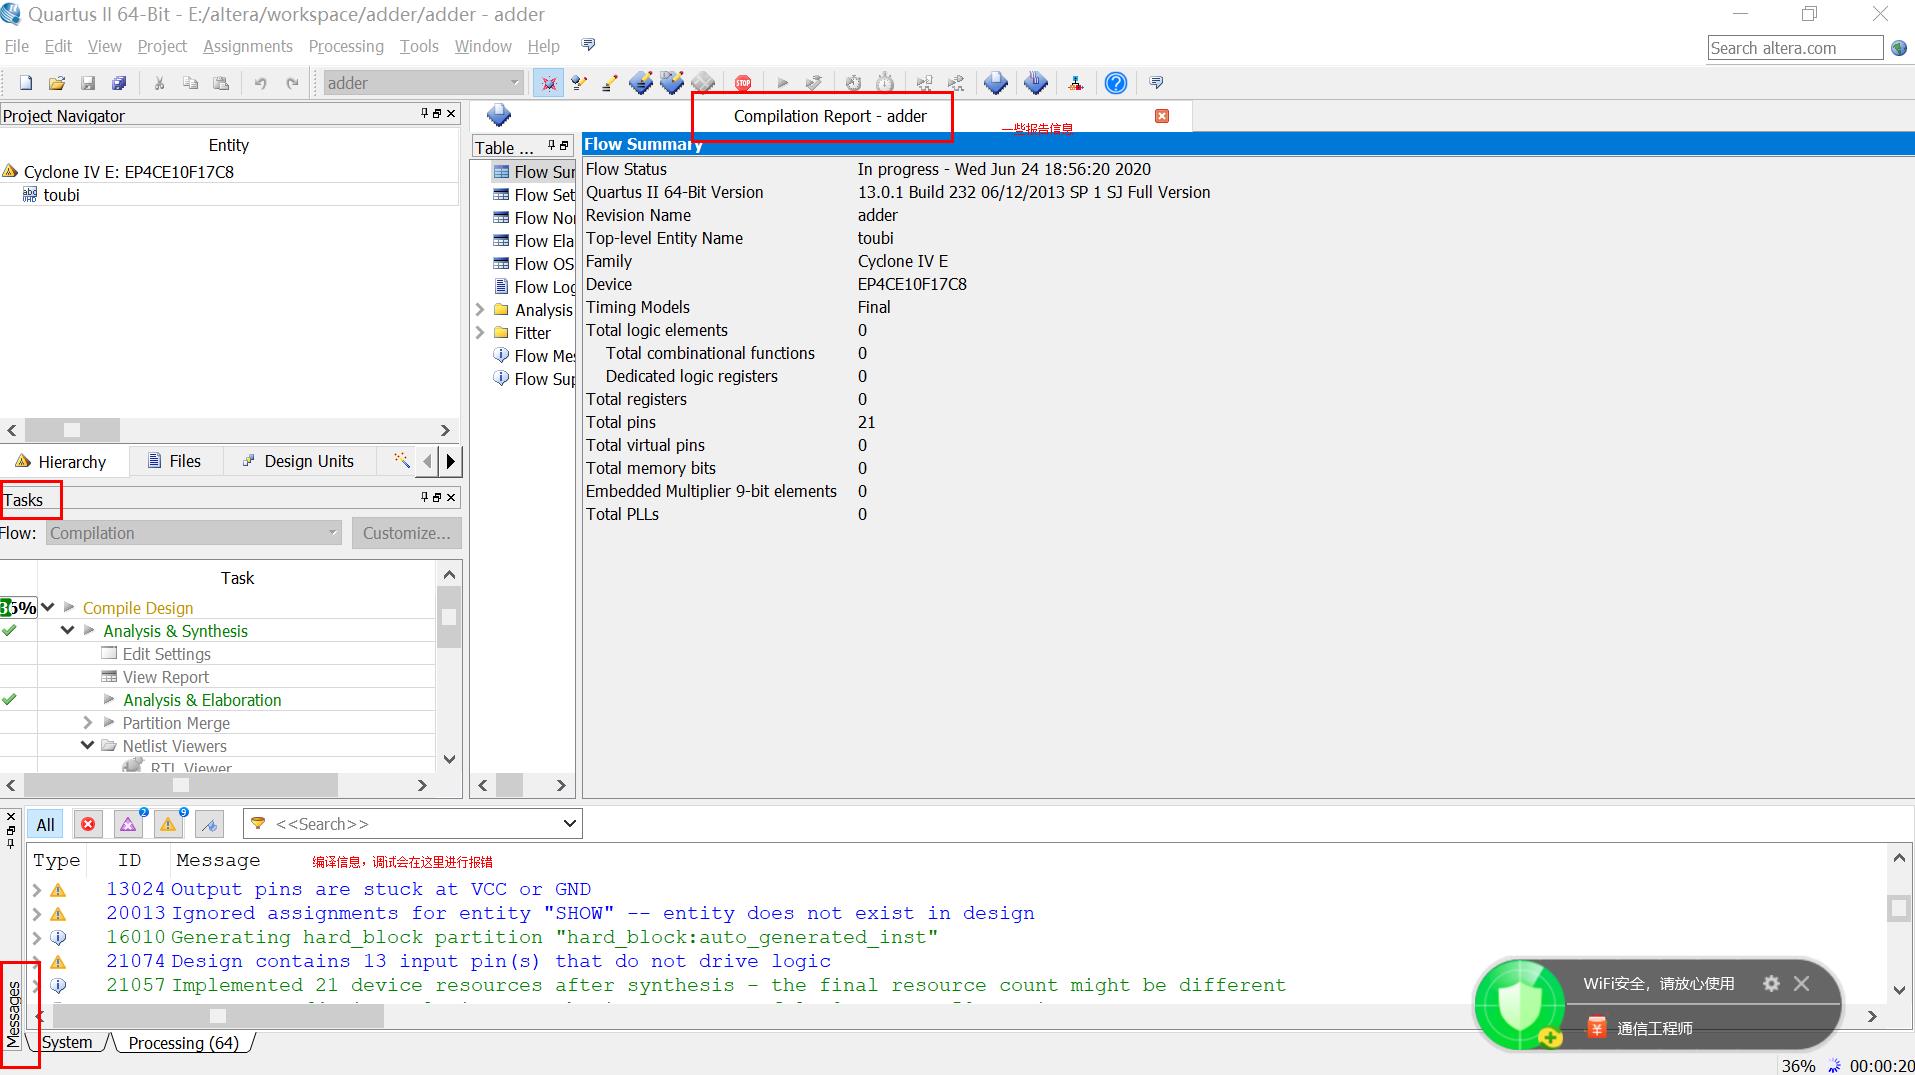 Quartus II 64-Bit - E:/altera/workspace/adder/adder - adder
File Edit View Project Assignments Processing Tools Window Help
Search altera.com
adder
STOP
Project Navigator
Entity
Cyclone IV E: EP4CE10F17C8
toubi
Hierarchy Files Design Units
Tasks
Flow: Compilation Customize...
Task
36% Compile Design
Analysis & Synthesis
Edit Settings
View Report
Analysis & Elaboration
Partition Merge
Netlist Viewers
RTL Viewer
Compilation Report - adder
一些报告信息
Table ...
Flow Sur
Flow Set
Flow Nor
Flow Ela
Flow OS
Flow Log
Analysis
Fitter
Flow Mes
Flow Sup
Flow Summary
Flow Status In progress - Wed Jun 24 18:56:20 2020
Quartus II 64-Bit Version 13.0.1 Build 232 06/12/2013 SP 1 SJ Full Version
Revision Name adder
Top-level Entity Name toubi
Family Cyclone IV E
Device EP4CE10F17C8
Timing Models Final
Total logic elements 0
Total combinational functions 0
Dedicated logic registers 0
Total registers 0
Total pins 21
Total virtual pins 0
Total memory bits 0
Embedded Multiplier 9-bit elements 0
Total PLLs 0
All 2 9 <<Search>>
Type ID Message 编译信息，调试会在这里进行报错
13024 Output pins are stuck at VCC or GND
20013 Ignored assignments for entity "SHOW" -- entity does not exist in design
16010 Generating hard_block partition "hard_block:auto_generated_inst"
21074 Design contains 13 input pin(s) that do not drive logic
21057 Implemented 21 device resources after synthesis - the final resource count might be different
Messages
System Processing (64)
WiFi安全，请放心使用
通信工程师
36% 00:00:20